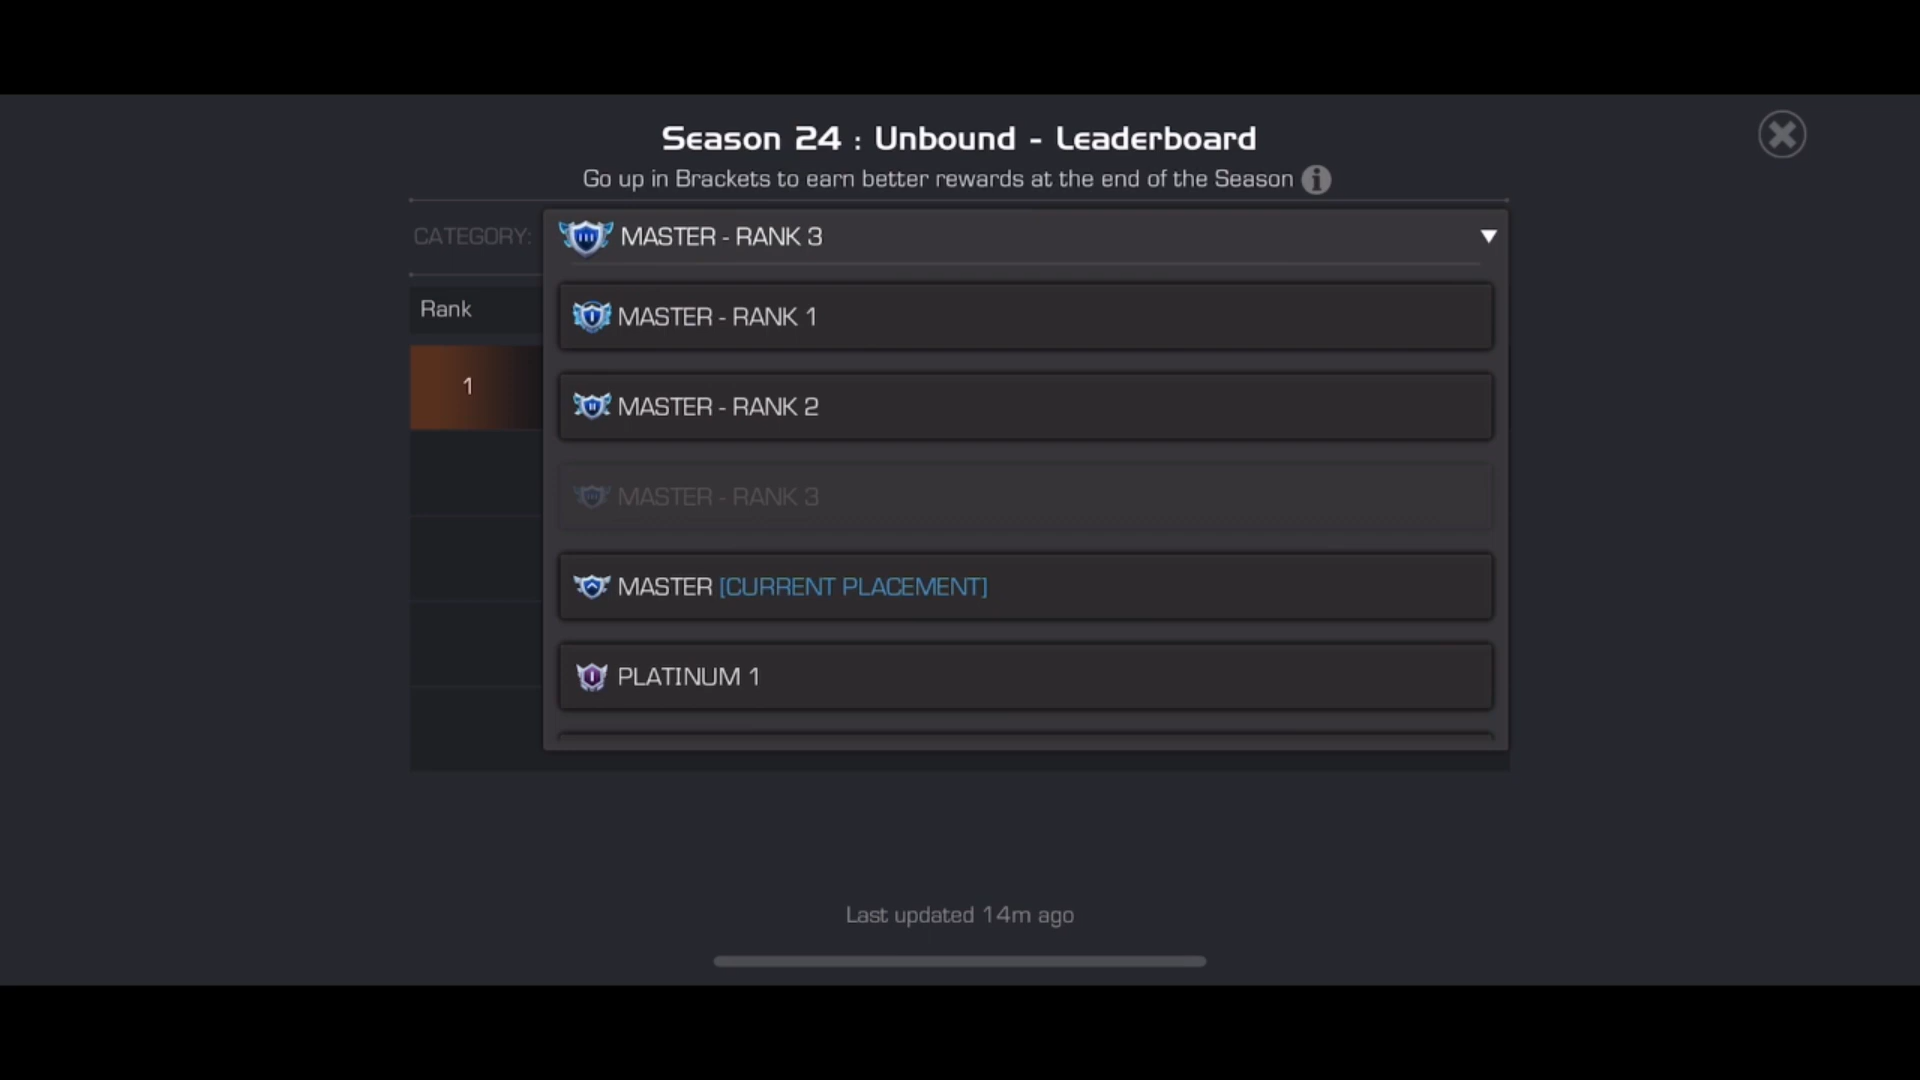 Season 24 : Unbound - Leaderboard
Go up in Brackets to earn better rewards at the end of the Season
CATEGORY: MASTER - RANK 3
Rank
MASTER - RANK 1
1
MASTER - RANK 2
MASTER - RANK 3
MASTER [CURRENT PLACEMENT]
PLATINUM 1
Last updated 14m ago